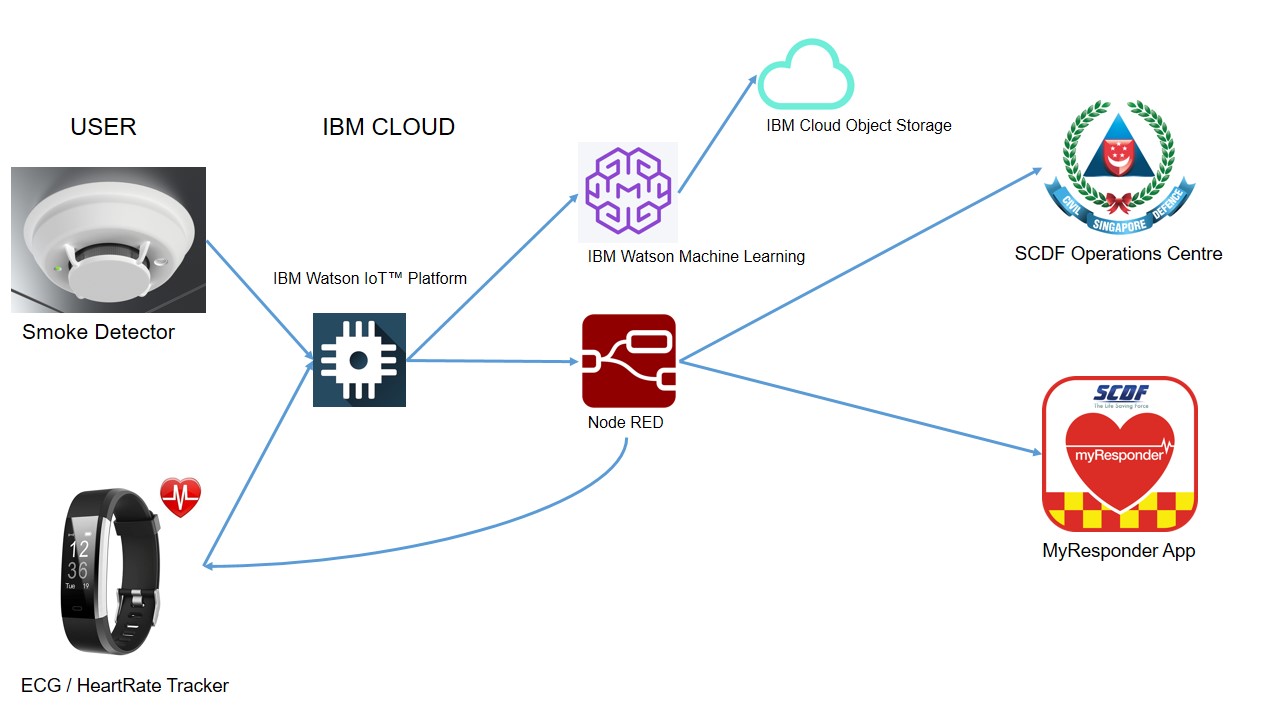 USER
IBM CLOUD
IBM Cloud Object Storage
CIVIL
SINGAPORE
DEFENCE
SCDF Operations Centre
IBM Watson Machine Learning
IBM Watson IoT™ Platform
Smoke Detector
Node RED
SCDF
The Life Saving Force
myResponder
MyResponder App
12
36
Tue 19
ECG / HeartRate Tracker